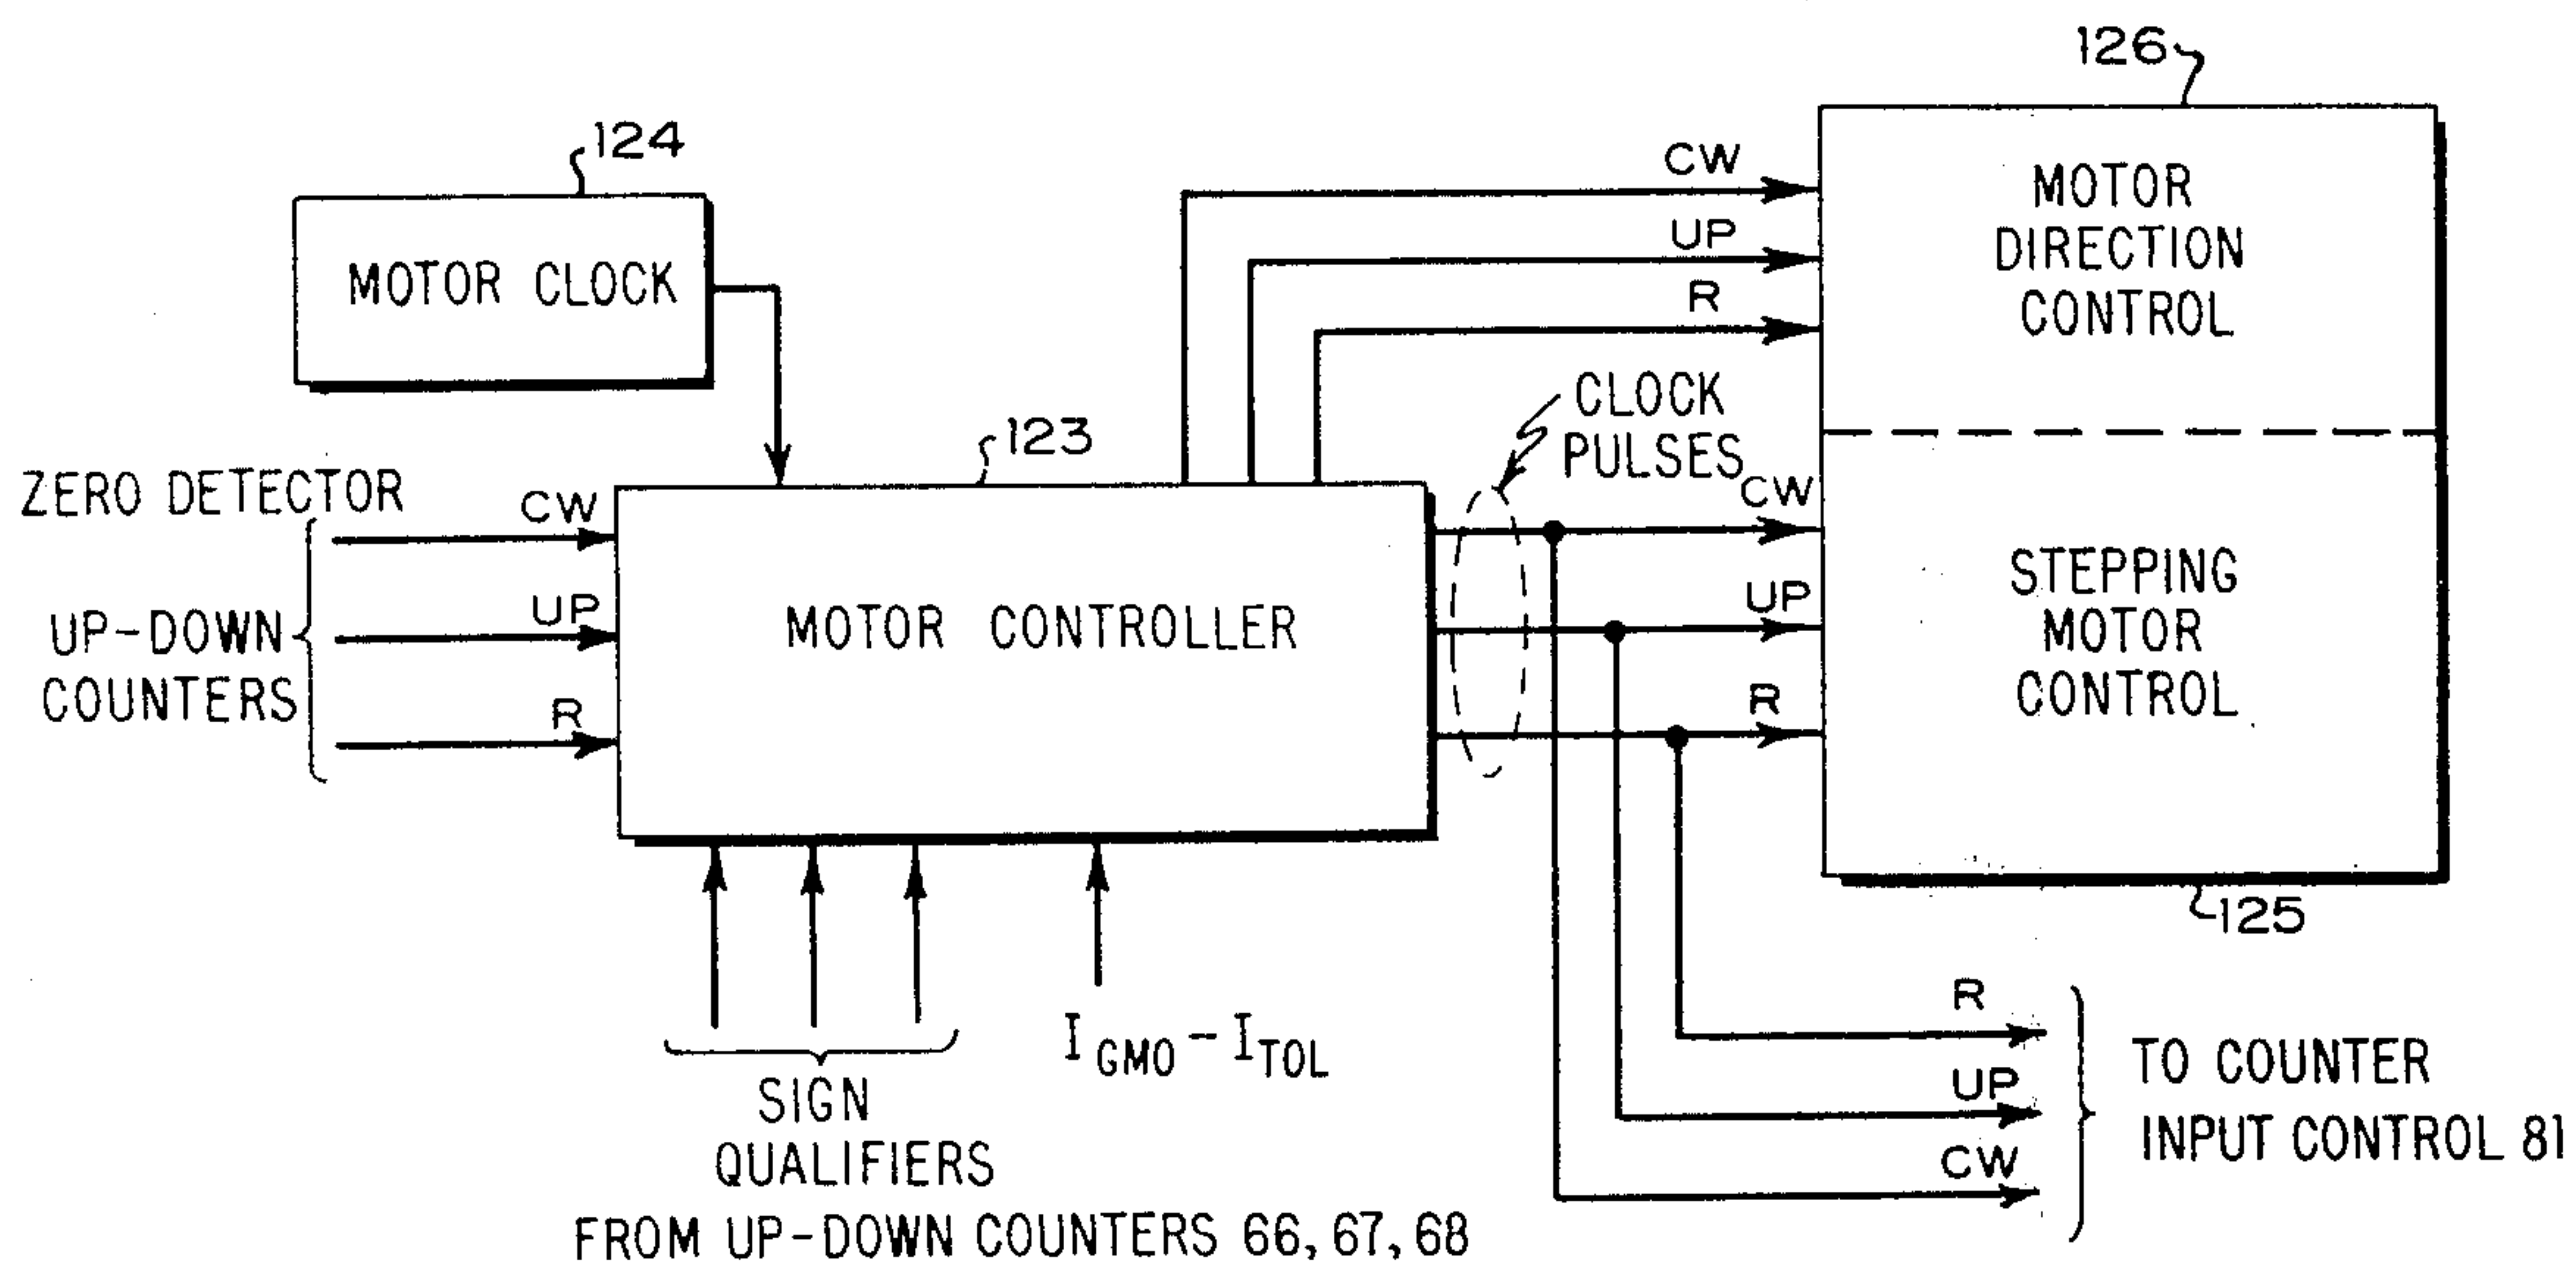 126
124
MOTOR CLOCK
CW
UP
R
MOTOR
DIRECTION
CONTROL
CLOCK
PULSES
123
ZERO DETECTOR
UP-DOWN
COUNTERS
CW
UP
R
MOTOR CONTROLLER
CW
UP
R
STEPPING
MOTOR
CONTROL
125
SIGN
QUALIFIERS
FROM UP-DOWN COUNTERS 66, 67, 68
I GMO - I TOL
R
UP
CW
TO COUNTER
INPUT CONTROL 81